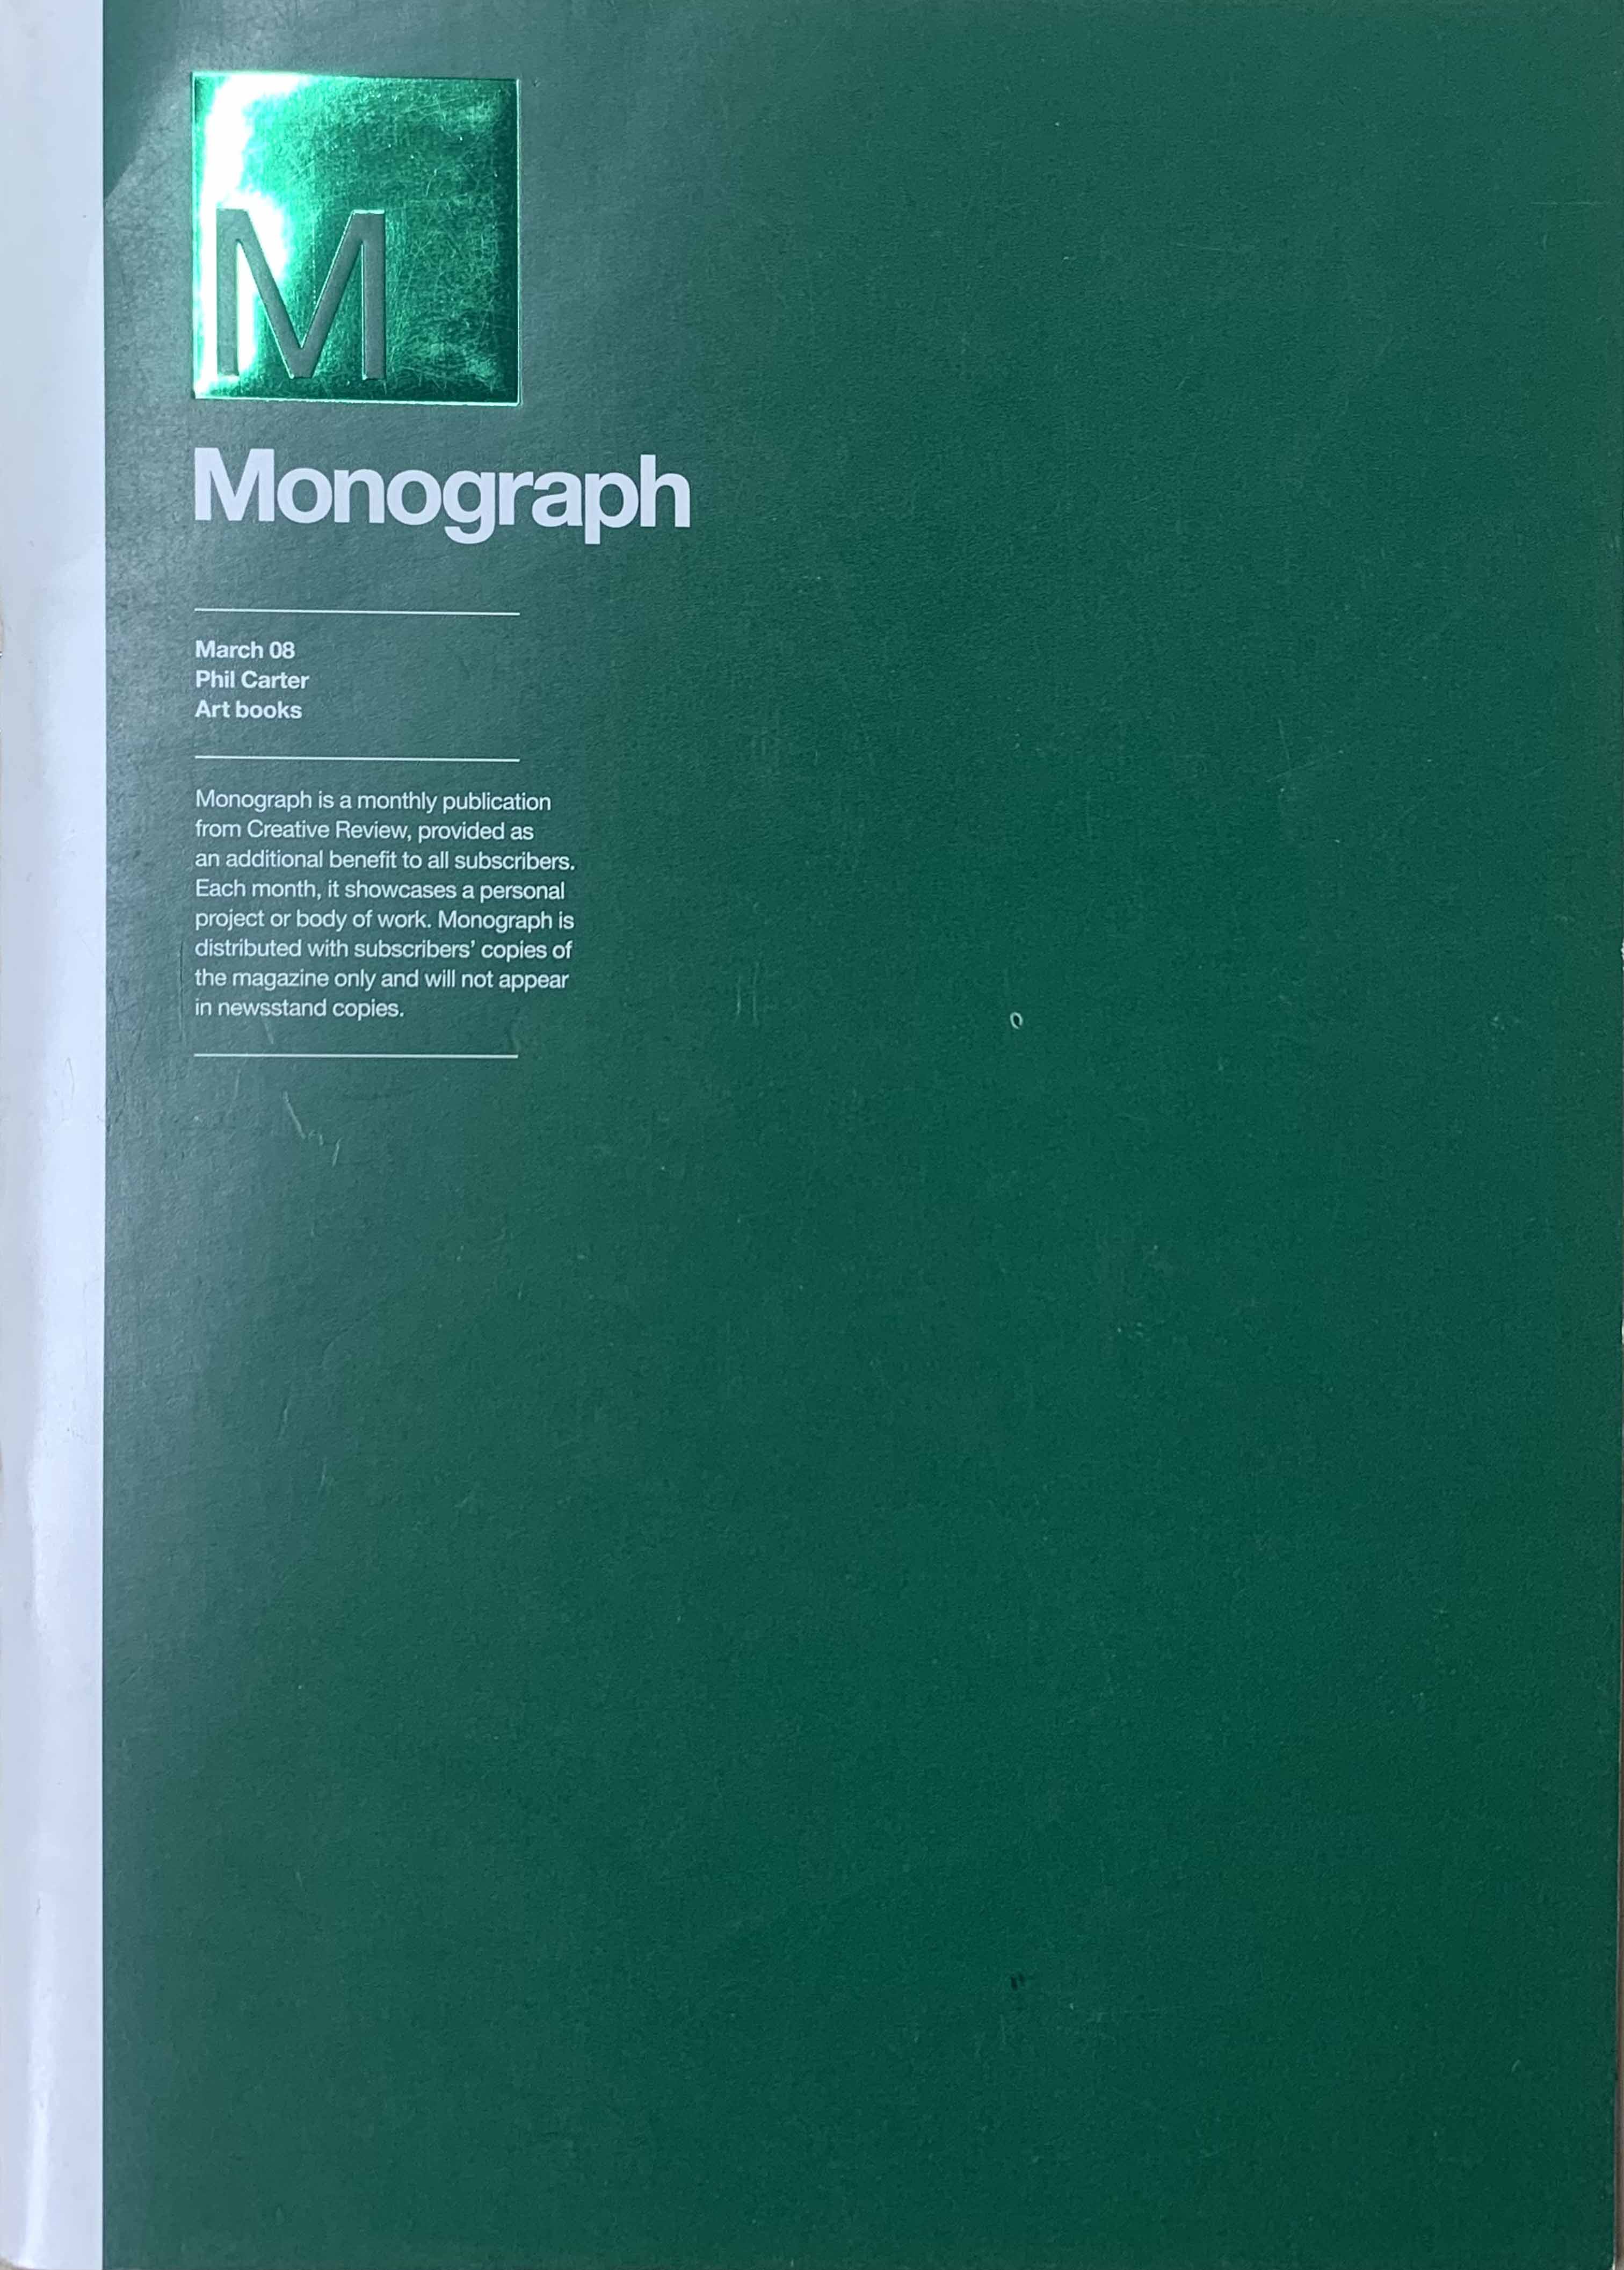 M
Monograph
March 08
Phil Carter
Art books
Monograph is a monthly publication
from Creative Review, provided as
an additional benefit to all subscribers.
Each month, it showcases a personal
project or body of work. Monograph is
distributed with subscribers’ copies of
the magazine only and will not appear
in newsstand copies.